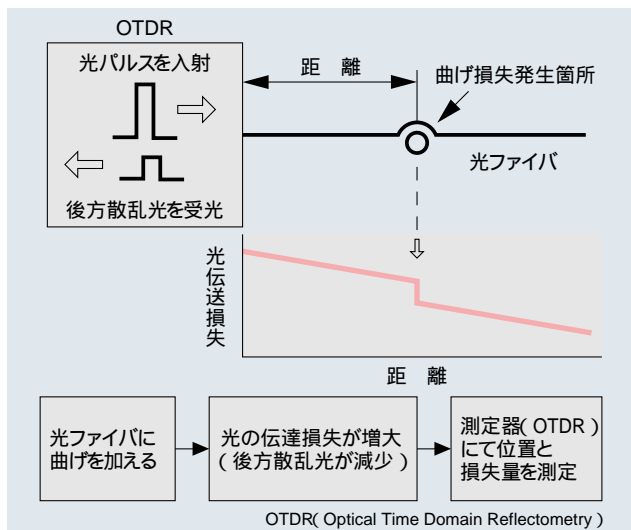 OTDR
光パルスを入射
後方散乱光を受光
距 離
曲げ損失発生箇所
光ファイバ
光伝送損失
距 離
光ファイバに
曲げを加える
光の伝達損失が増大
(後方散乱光が減少)
測定器(OTDR)
にて位置と
損失量を測定
OTDR(Optical Time Domain Reflectometry)